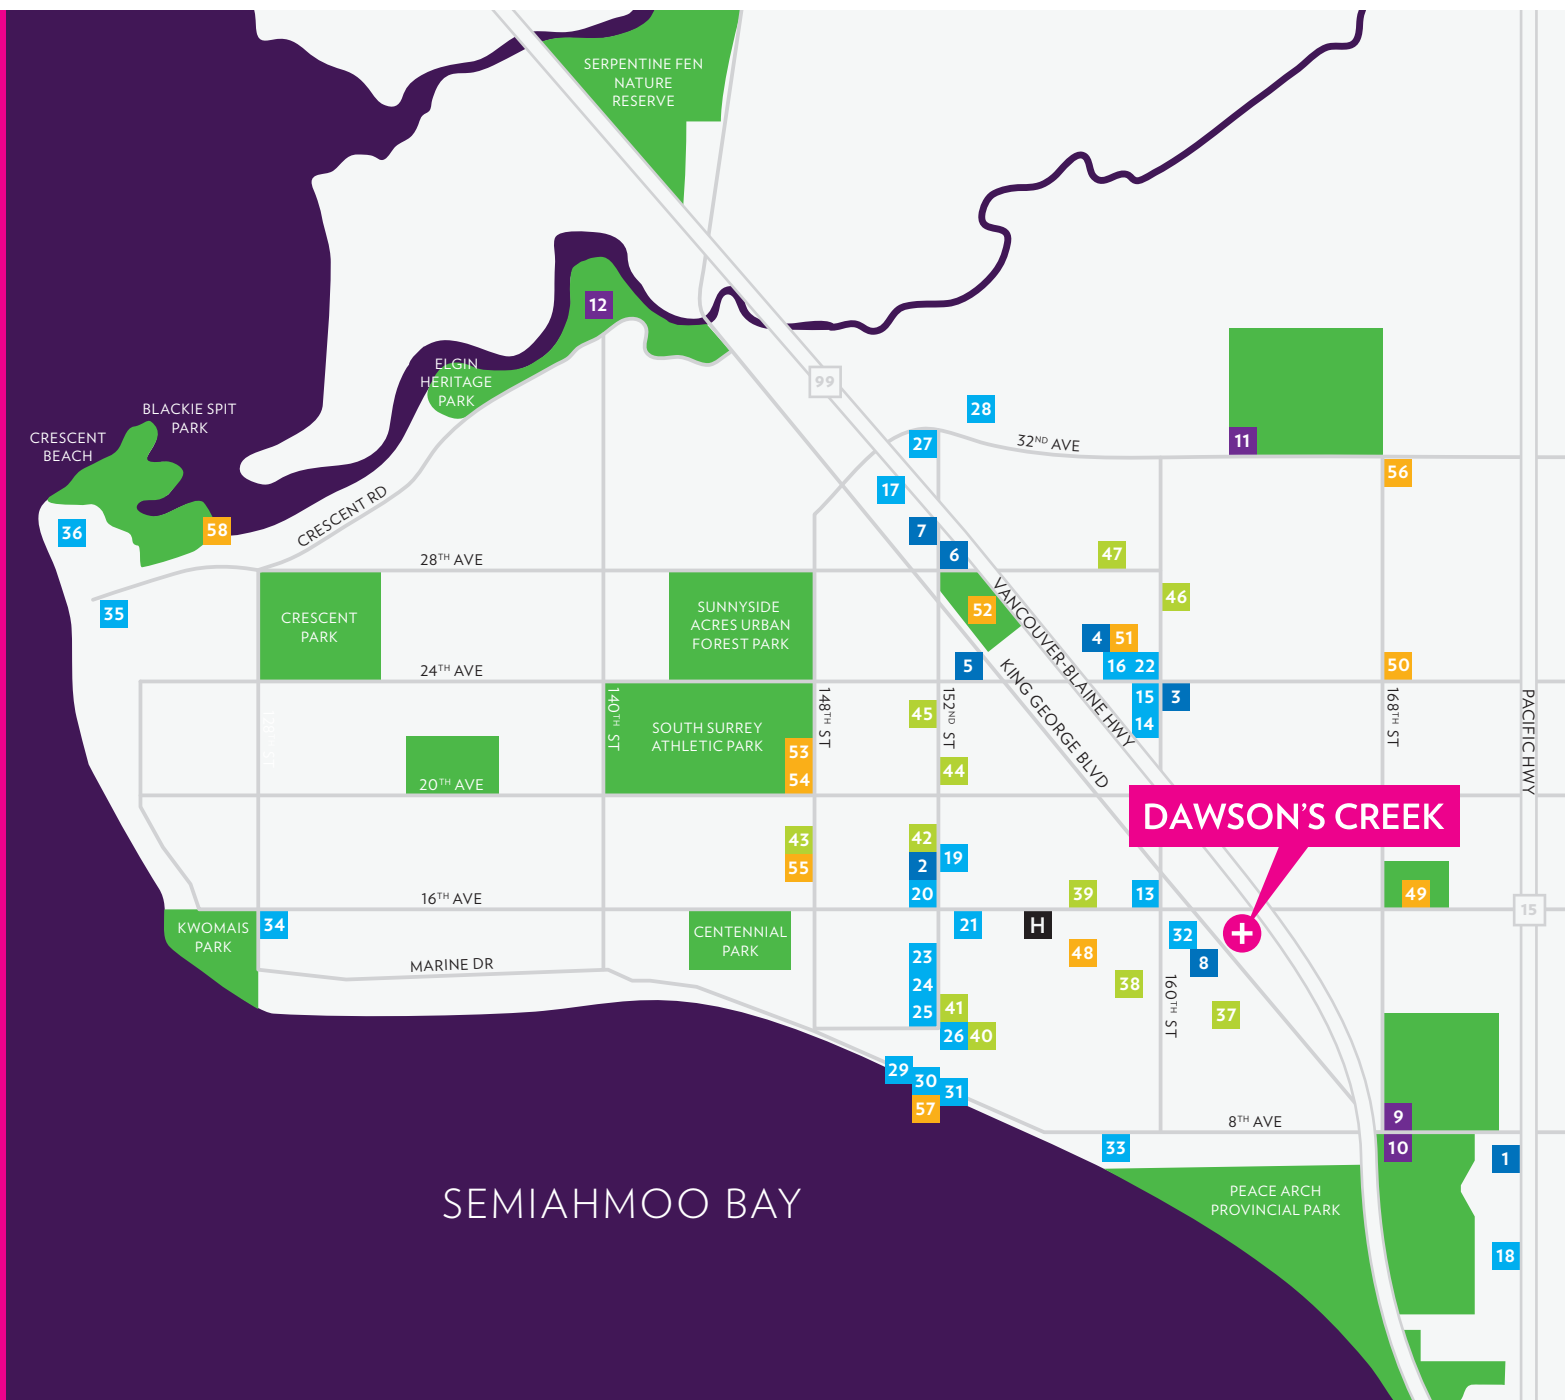 SERPENTINE FEN
NATURE
RESERVE
12
ELGIN
HERITAGE
PARK
99
BLACKIE SPIT
PARK
CRESCENT
BEACH
28
27
32ND AVE
11
56
17
36
58
CRESCENT RD
7
6
47
28TH AVE
46
35
CRESCENT
PARK
SUNNYSIDE
ACRES URBAN
FOREST PARK
52
VANCOUVER-BLAINE HWY
4
51
5
16
22
50
24TH AVE
KING GEORGE BLVD
128TH ST
140TH ST
SOUTH SURREY
ATHLETIC PARK
148TH ST
45
152ND ST
15
3
14
168TH ST
PACIFIC HWY
53
54
44
20TH AVE
DAWSON'S CREEK
43
55
42
2
19
20
39
13
49
16TH AVE
15
KWOMAIS
PARK
34
CENTENNIAL
PARK
21
H
32
48
8
MARINE DR
23
24
25
38
160TH ST
41
37
26
40
29
30
31
57
8TH AVE
9
33
10
1
SEMIAHMOO BAY
PEACE ARCH
PROVINCIAL PARK
18